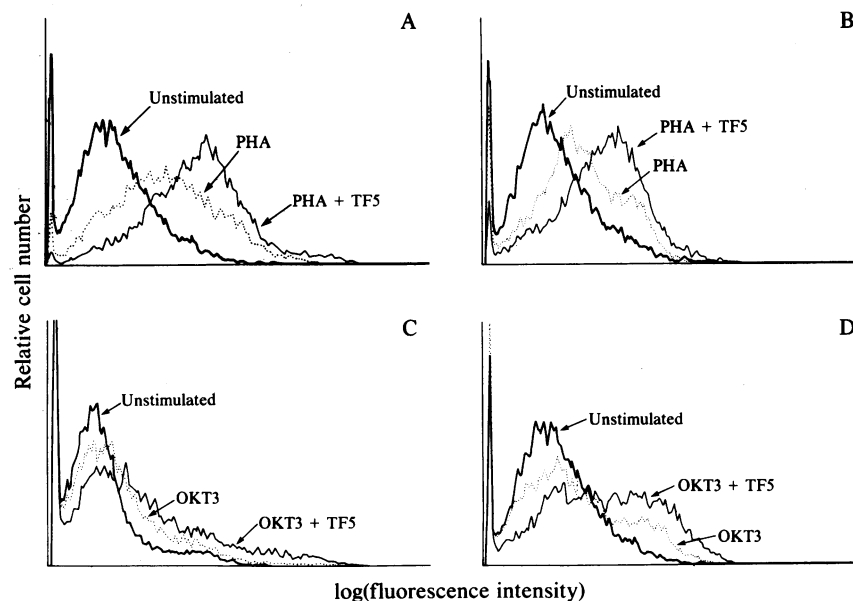 A
Unstimulated
PHA
PHA + TF5
B
Unstimulated
PHA + TF5
PHA
Relative cell number
C
Unstimulated
OKT3
OKT3 + TF5
D
Unstimulated
OKT3 + TF5
OKT3
log(fluorescence intensity)